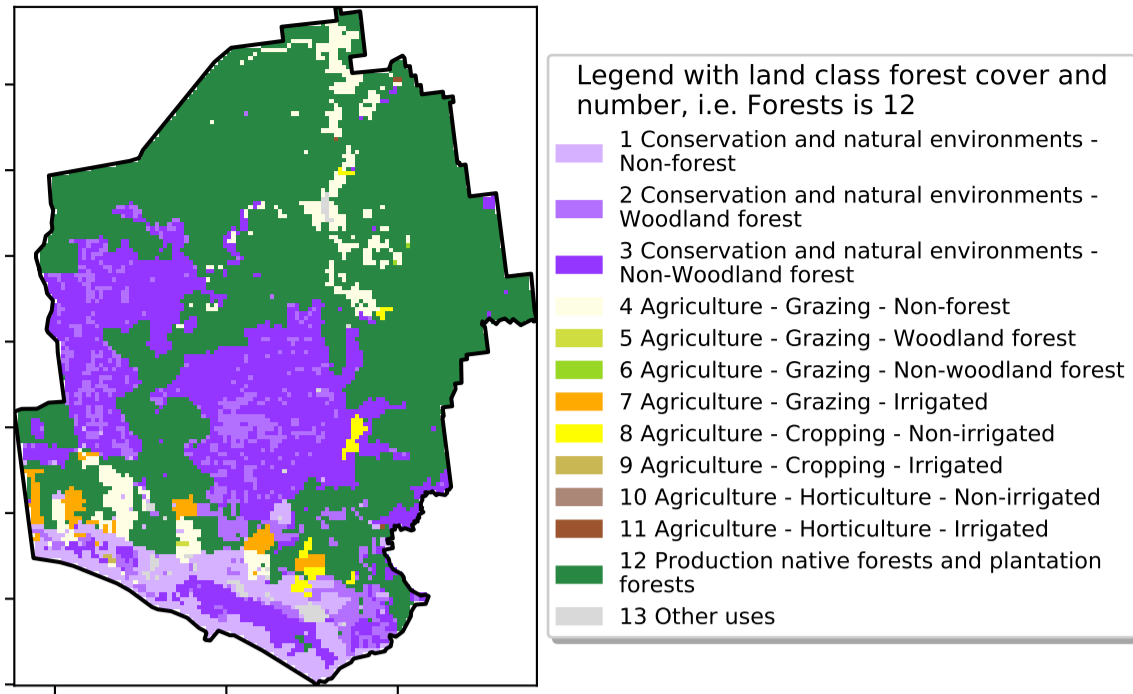 Legend with land class forest cover and
number, i.e. Forests is 12
1 Conservation and natural environments -
Non-forest
2 Conservation and natural environments -
Woodland forest
3 Conservation and natural environments -
Non-Woodland forest
4 Agriculture - Grazing - Non-forest
5 Agriculture - Grazing - Woodland forest
6 Agriculture - Grazing - Non-woodland forest
7 Agriculture - Grazing - Irrigated
8 Agriculture - Cropping - Non-irrigated
9 Agriculture - Cropping - Irrigated
10 Agriculture - Horticulture - Non-irrigated
11 Agriculture - Horticulture - Irrigated
12 Production native forests and plantation
forests
13 Other uses